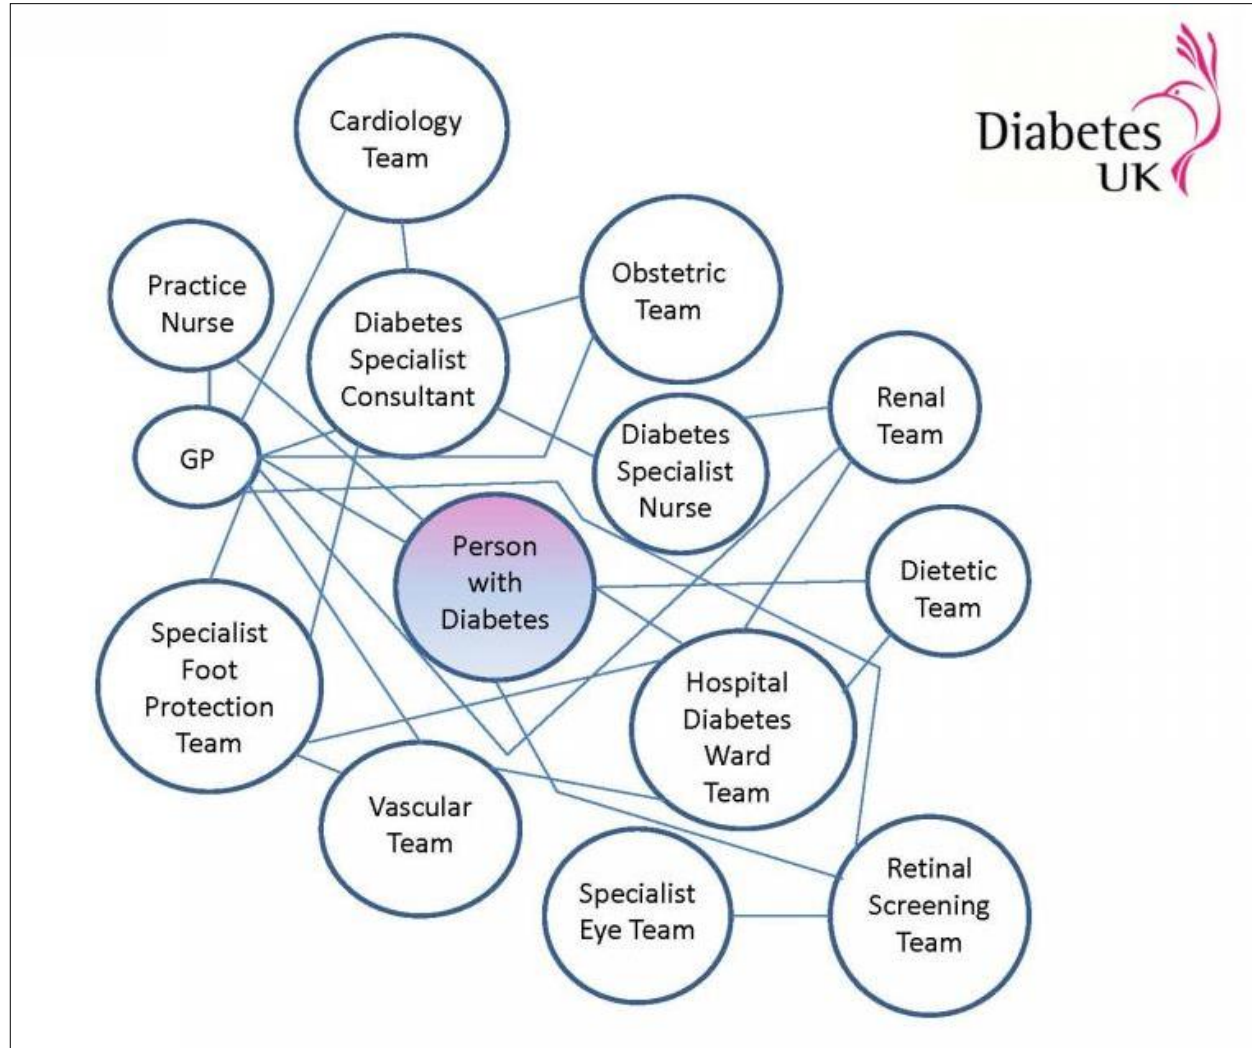 Diabetes
UK
Cardiology
Team
Practice
Nurse
Obstetric
Team
Diabetes
Specialist
Consultant
Renal
Team
GP
Diabetes
Specialist
Nurse
Person
with
Diabetes
Dietetic
Team
Specialist
Foot
Protection
Team
Hospital
Diabetes
Ward
Team
Vascular
Team
Specialist
Eye Team
Retinal
Screening
Team